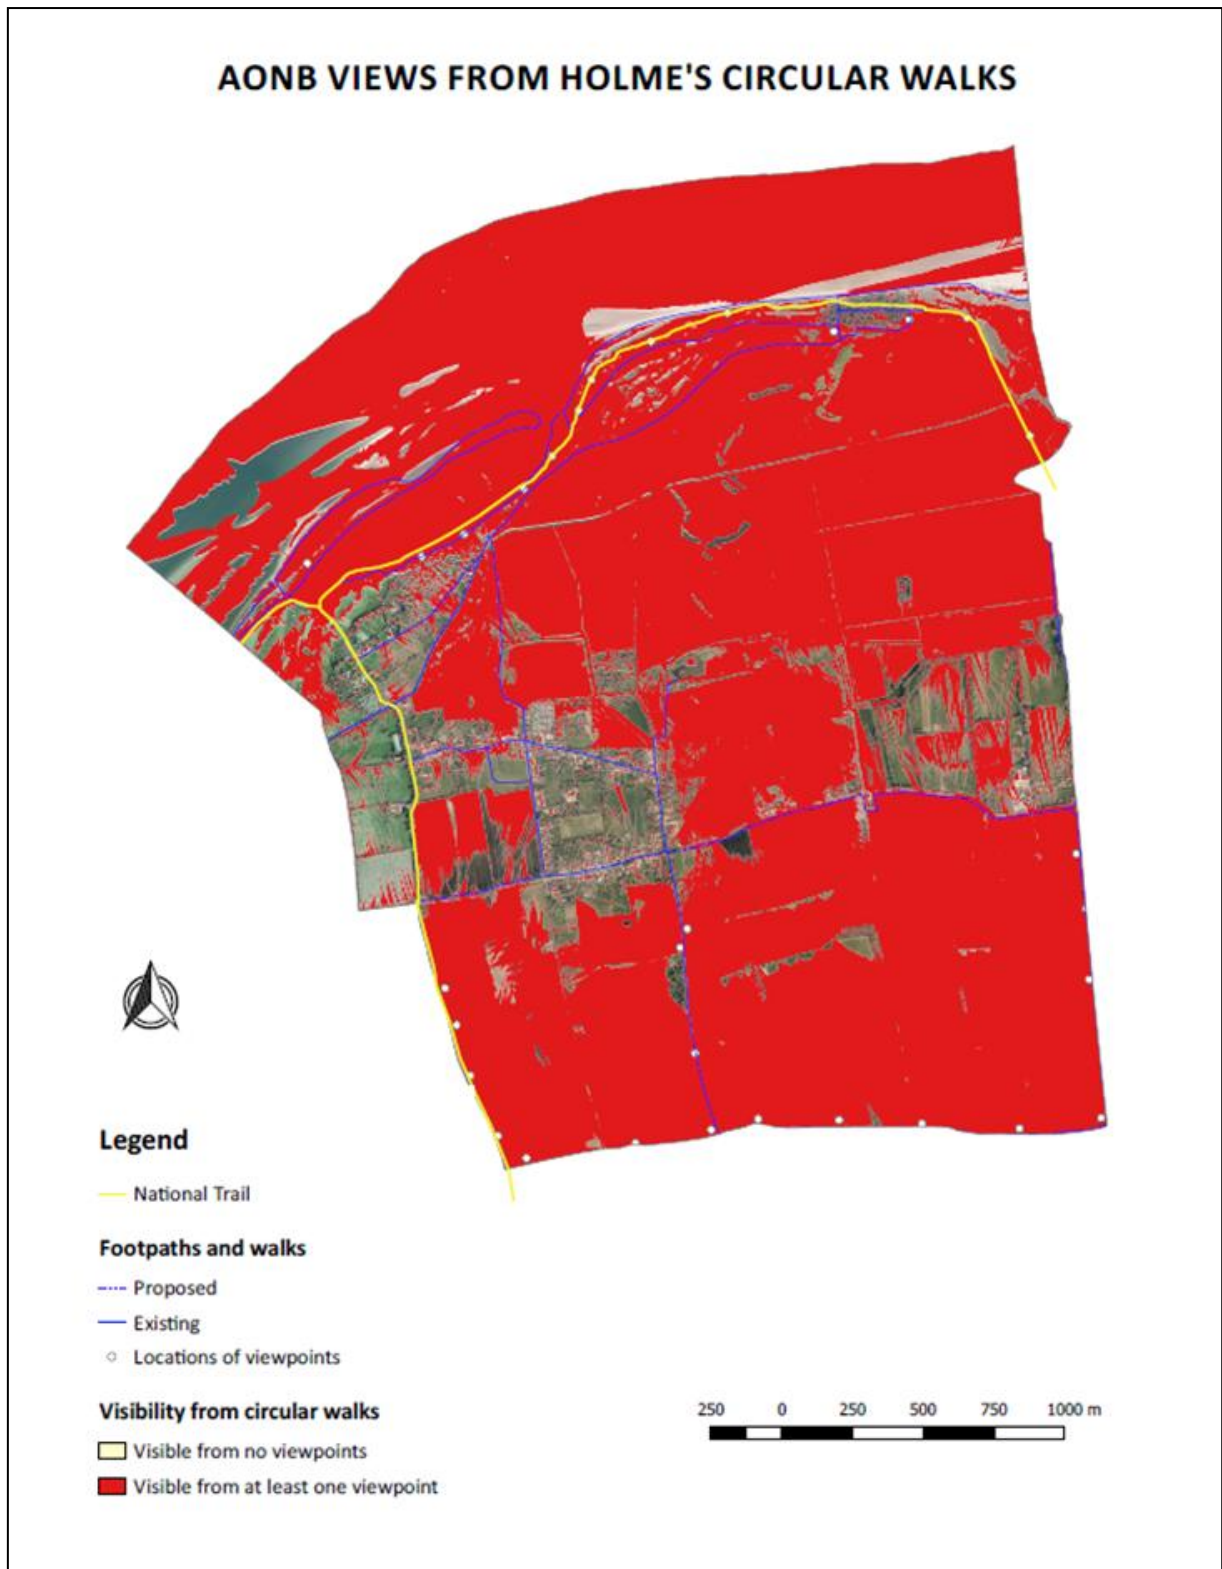 AONB VIEWS FROM HOLME'S CIRCULAR WALKS
Legend
National Trail
Footpaths and walks
Proposed
Existing
Locations of viewpoints
Visibility from circular walks
Visible from no viewpoints
Visible from at least one viewpoint
250 0 250 500 750 1000 m